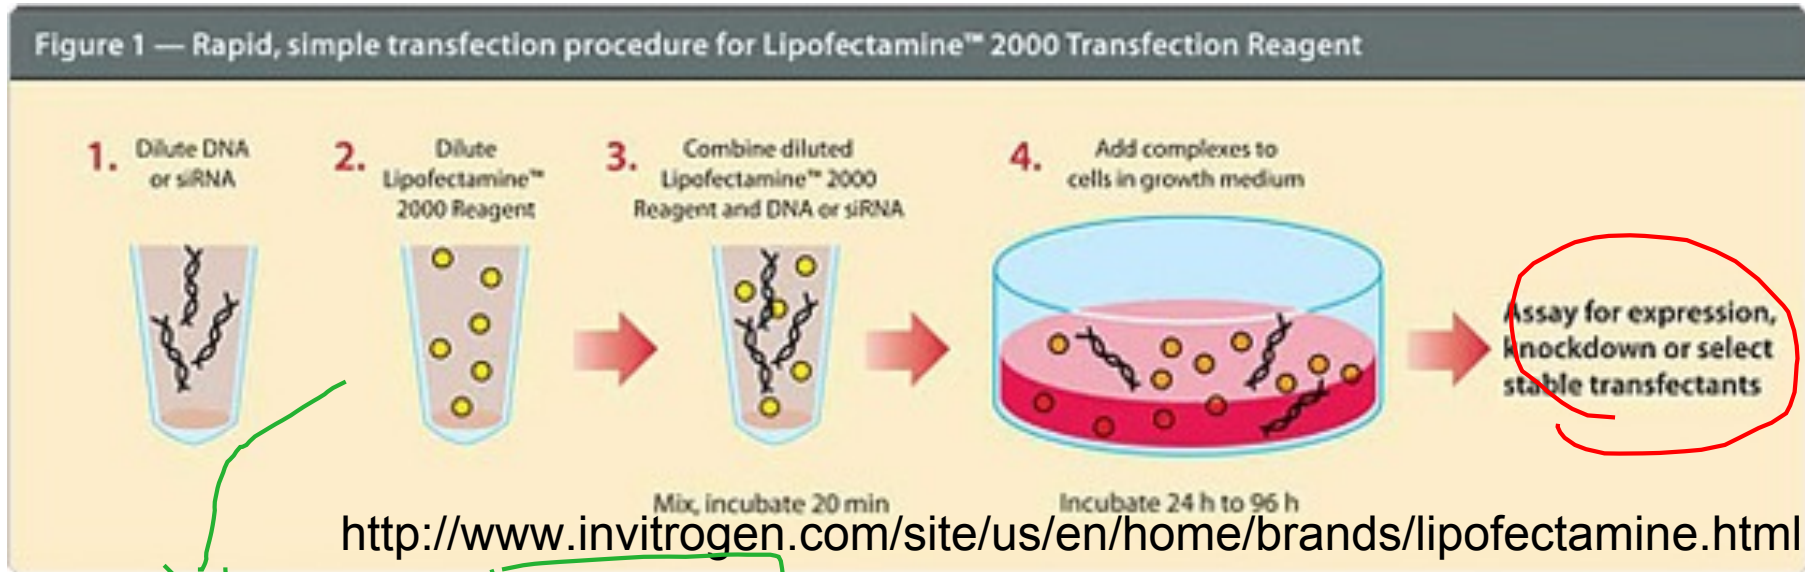 Figure 1 — Rapid, simple transfection procedure for Lipofectamine™ 2000 Transfection Reagent
1. Dilute DNA
or siRNA
2. Dilute
Lipofectamine™
2000 Reagent
3. Combine diluted
Lipofectamine™ 2000
Reagent and DNA or siRNA
4. Add complexes to
cells in growth medium
Assay for expression,
knockdown or select
stable transfectants
Mix, incubate 20 min
Incubate 24 h to 96 h
http://www.invitrogen.com/site/us/en/home/brands/lipofectamine.html